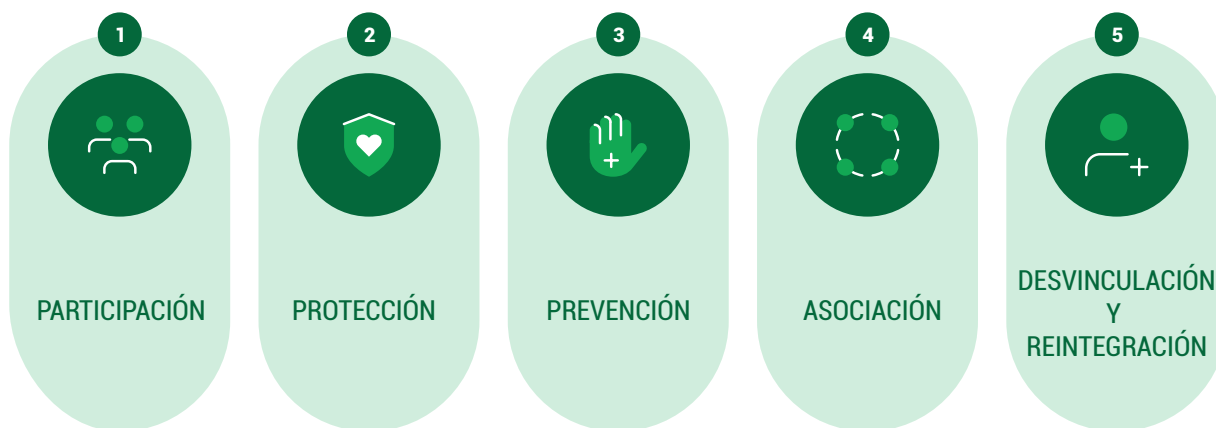 1
PARTICIPACIÓN
2
PROTECCIÓN
3
PREVENCIÓN
4
ASOCIACIÓN
5
DESVINCULACIÓN
Y
REINTEGRACIÓN